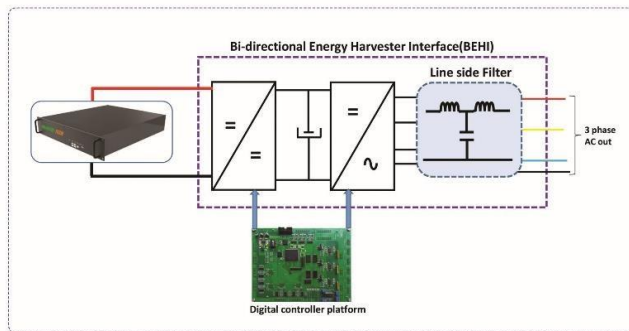 Bi-directional Energy Harvester Interface(BEHI)
Line side Filter
3 phase
AC out
Digital controller platform